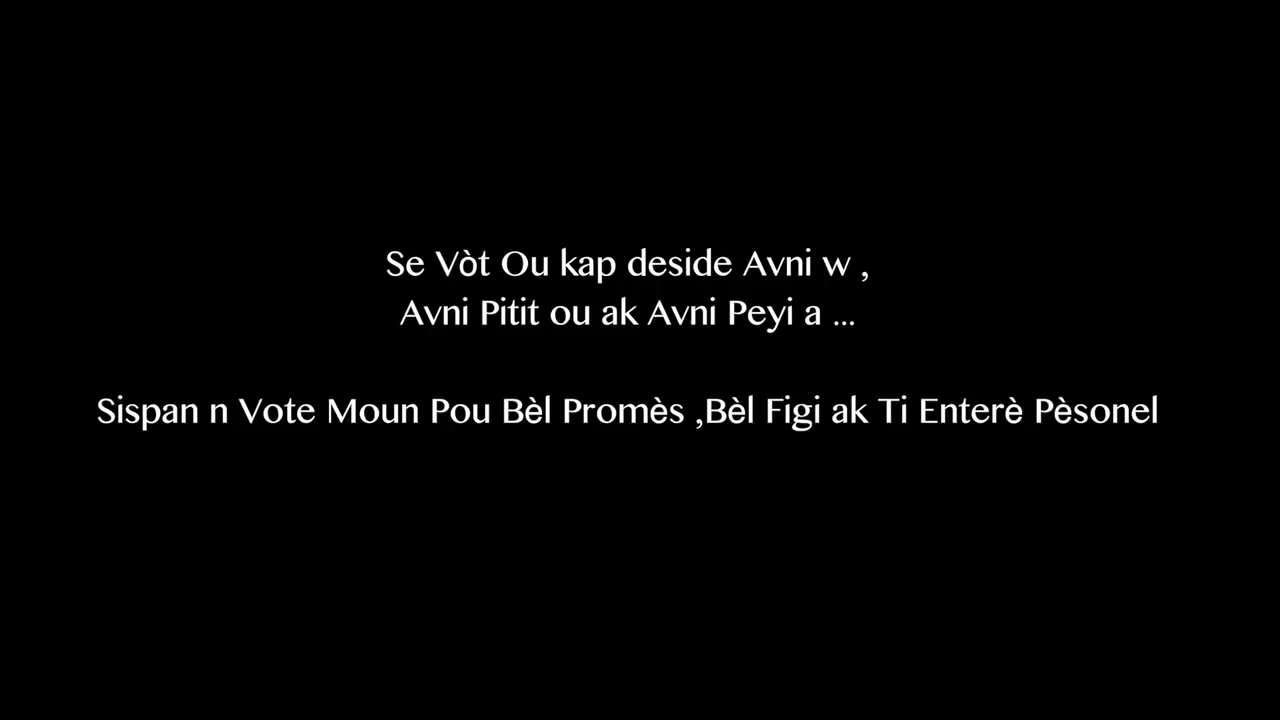 Se Vòt Ou kap deside Avni w ,
Avni Pitit ou ak Avni Peyi a ...
Sispan n Vote Moun Pou Bèl Promès ,Bèl Figi ak Ti Enterè Pèsonel